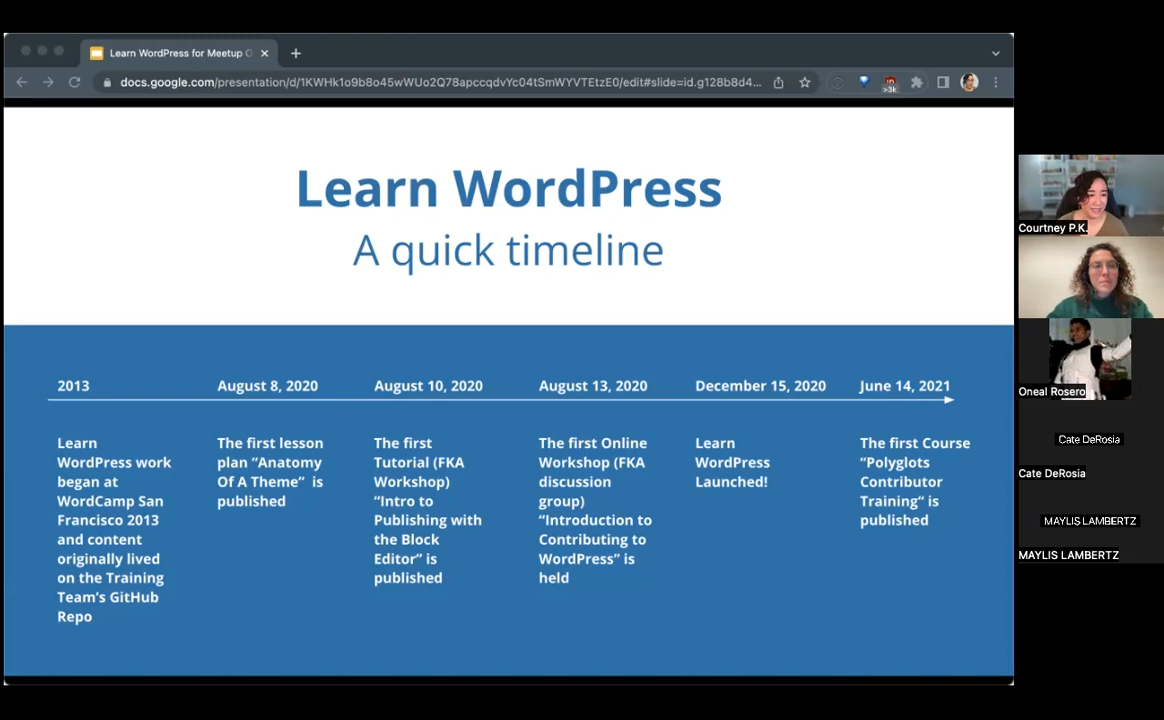 Learn WordPress for Meetup O
docs.google.com/presentation/d/1KWHk1o9b8o45wWUo2Q78apccqdvYc04tSmWYVTEtzE0/edit#slide=id.g128b8d4...
>3k
Learn WordPress
A quick timeline
2013
Learn
WordPress work
began at
WordCamp San
Francisco 2013
and content
originally lived
on the Training
Team’s GitHub
Repo
August 8, 2020
The first lesson
plan “Anatomy
Of A Theme” is
published
August 10, 2020
The first
Tutorial (FKA
Workshop)
“Intro to
Publishing with
the Block
Editor” is
published
August 13, 2020
The first Online
Workshop (FKA
discussion
group)
“Introduction to
Contributing to
WordPress” is
held
December 15, 2020
Learn
WordPress
Launched!
June 14, 2021
The first Course
“Polyglots
Contributor
Training“ is
published
Courtney P.K.
Oneal Rosero
Cate DeRosia
Cate DeRosia
MAYLIS LAMBERTZ
MAYLIS LAMBERTZ